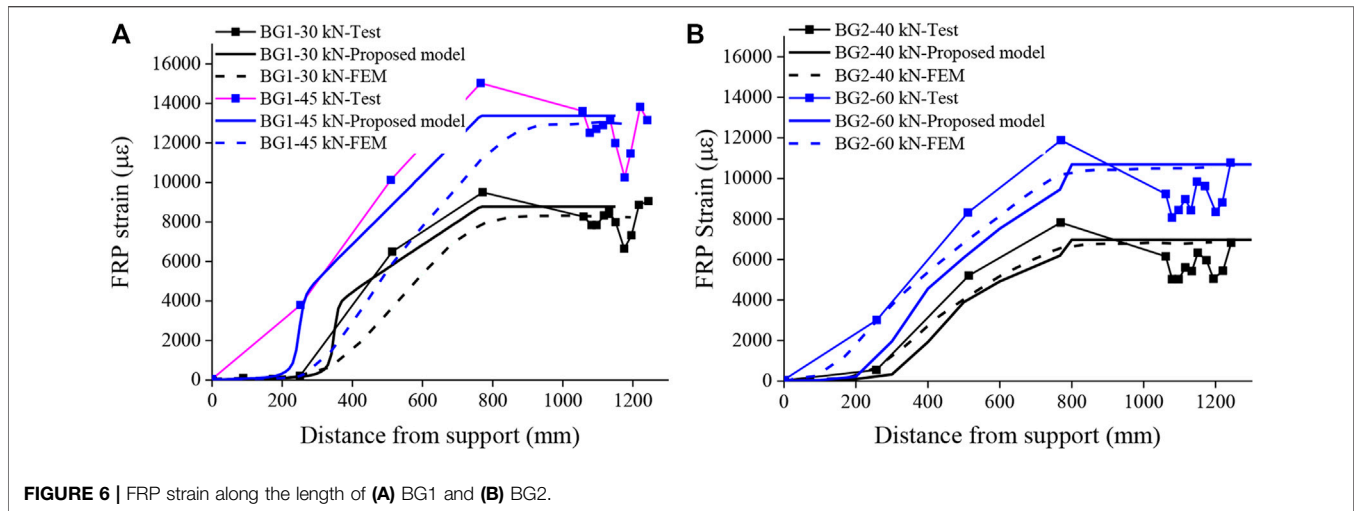 A
BG1-30 kN-Test
BG1-30 kN-Proposed model
BG1-30 kN-FEM
BG1-45 kN-Test
BG1-45 kN-Proposed model
BG1-45 kN-FEM
16000
14000
12000
10000
8000
6000
4000
2000
0
FRP strain (με)
0 200 400 600 800 1000 1200
Distance from support (mm)
B
BG2-40 kN-Test
BG2-40 kN-Proposed model
BG2-40 kN-FEM
BG2-60 kN-Test
BG2-60 kN-Proposed model
BG2-60 kN-FEM
16000
14000
12000
10000
8000
6000
4000
2000
0
FRP Strain (με)
0 200 400 600 800 1000 1200
Distance from support (mm)
FIGURE 6 | FRP strain along the length of (A) BG1 and (B) BG2.